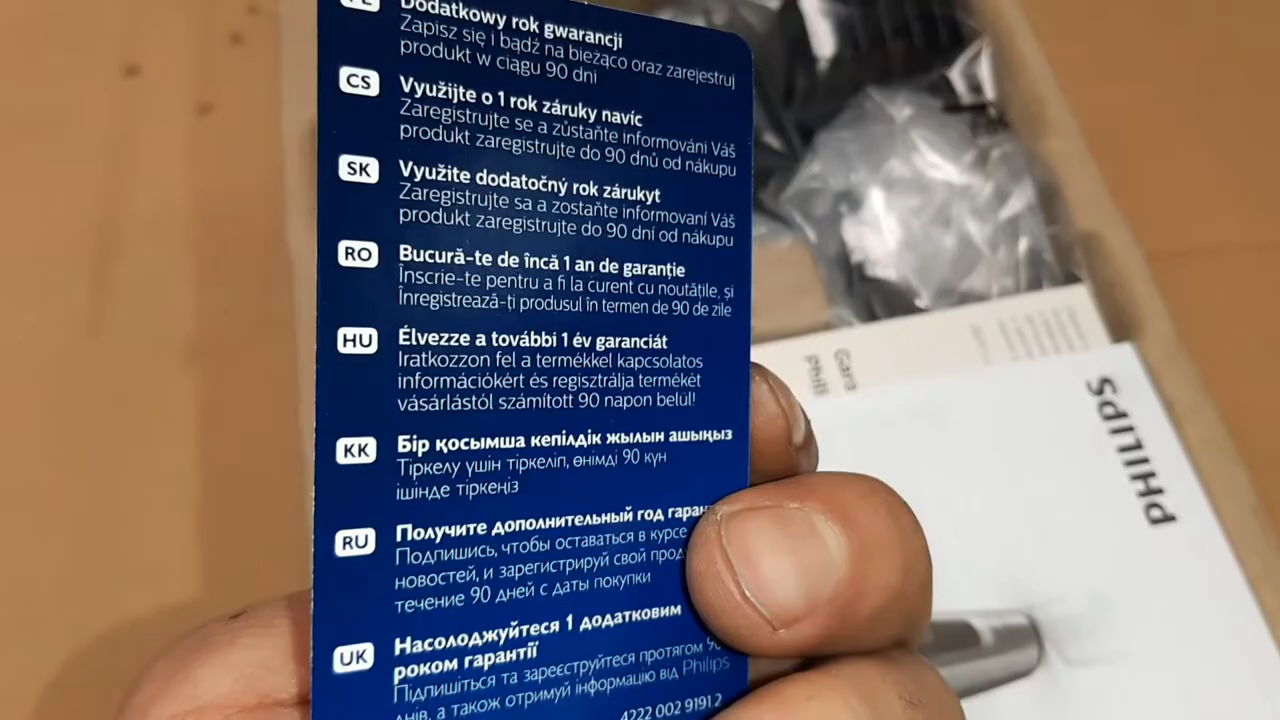 Dodatkowy rok gwarancji
Zapisz się i bądź na bieżąco oraz zarejestruj
produkt w ciągu 90 dni
CS
Využijte o 1 rok záruky navíc
Zaregistrujte se a zůstaňte informováni Váš
produkt zaregistrujte do 90 dnů od nákupu
SK
Využite dodatočný rok zárukyt
Zaregistrujte sa a zostaňte informovaní Váš
produkt zaregistrujte do 90 dní od nákupu
RO
Bucură-te de încă 1 an de garanție
Înscrie-te pentru a fi la curent cu noutățile, și
Înregistrează-ți produsul în termen de 90 de zile
HU
Élvezze a további 1 év garanciát
Iratkozzon fel a termékkel kapcsolatos
információkért és regisztrálja termékét
vásárlástól számított 90 napon belül!
KK
Бір қосымша кепілдік жылын ашыңыз
Тіркелу үшін тіркеліп, өнімді 90 күн
ішінде тіркеңіз
RU
Получите дополнительный год гаран
Подпишись, чтобы оставаться в курсе
новостей, и зарегистрируй свой прод
течение 90 дней с даты покупки
UK
Насолоджуйтеся 1 додатковим
роком гарантії
Підпишіться та зареєструйтеся протягом 90
днів, а також отримуй інформацію від Philips
4222 002 9191 2
Gara
Phili
PHILIPS